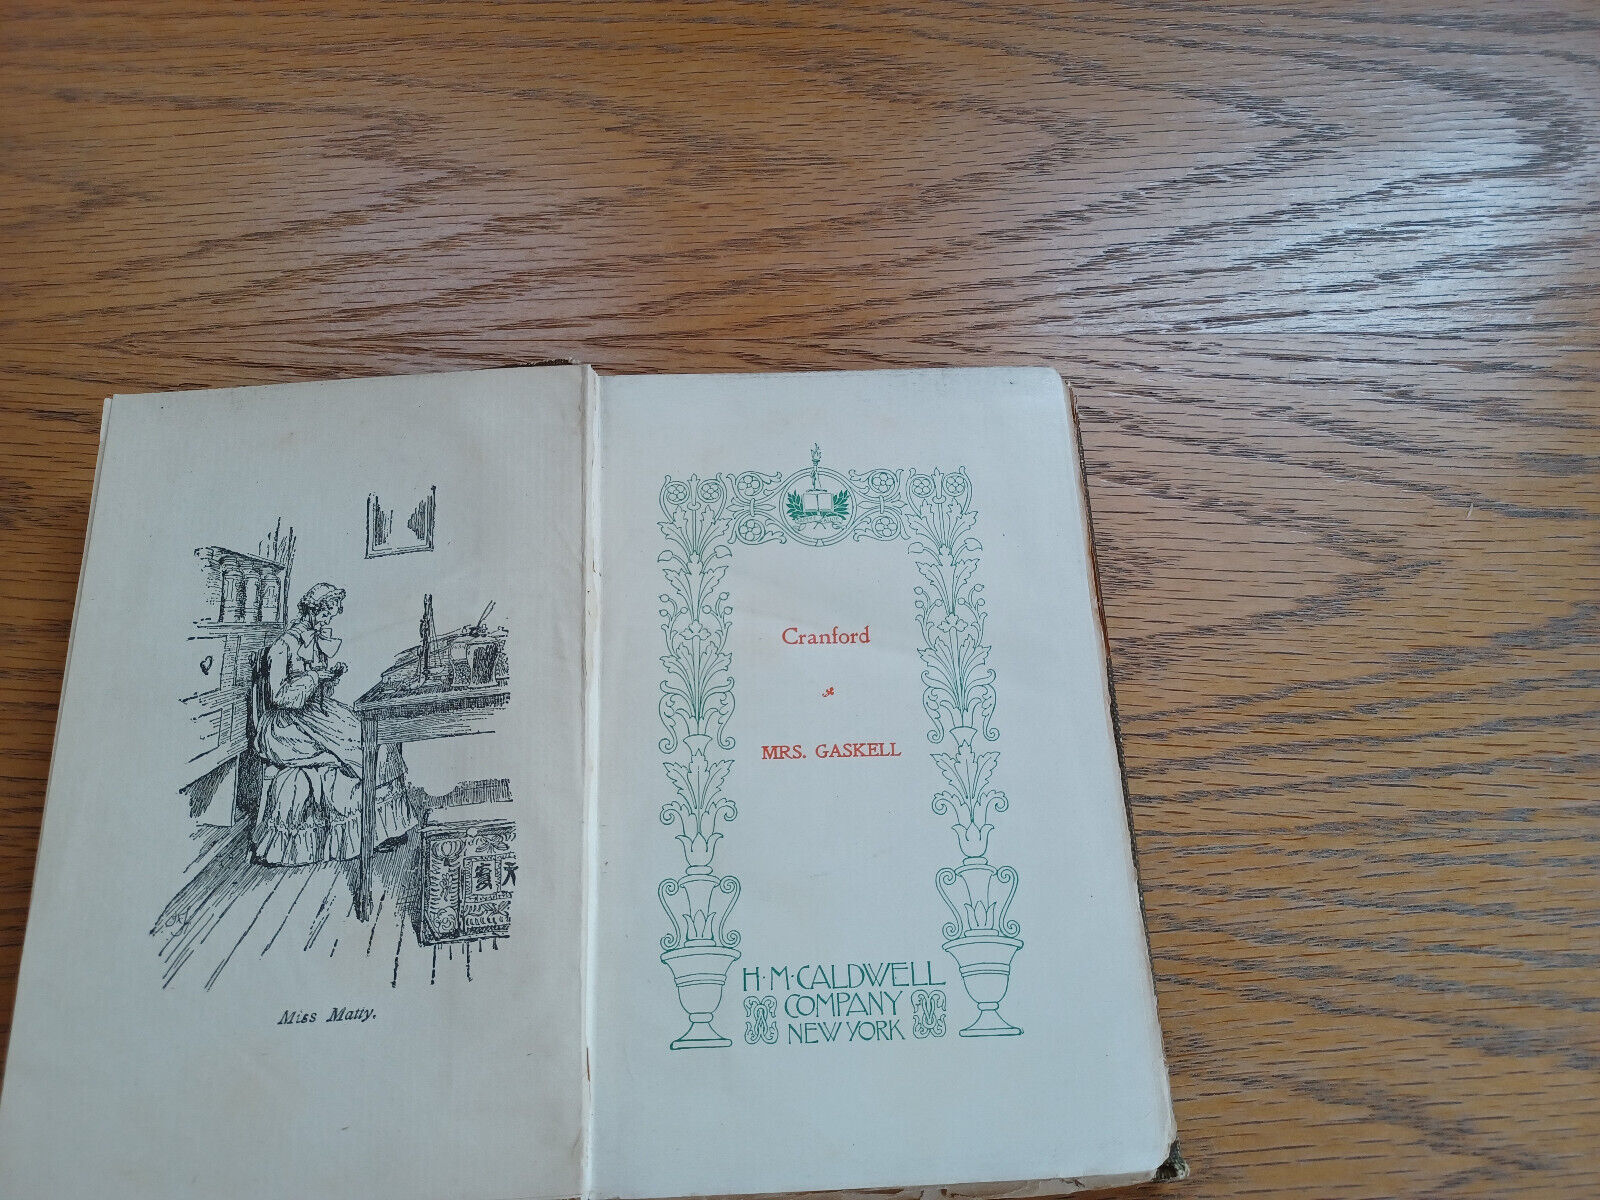 Miss Matty.
Cranford
MRS. GASKELL
H·M·CALDWELL
COMPANY
NEW YORK